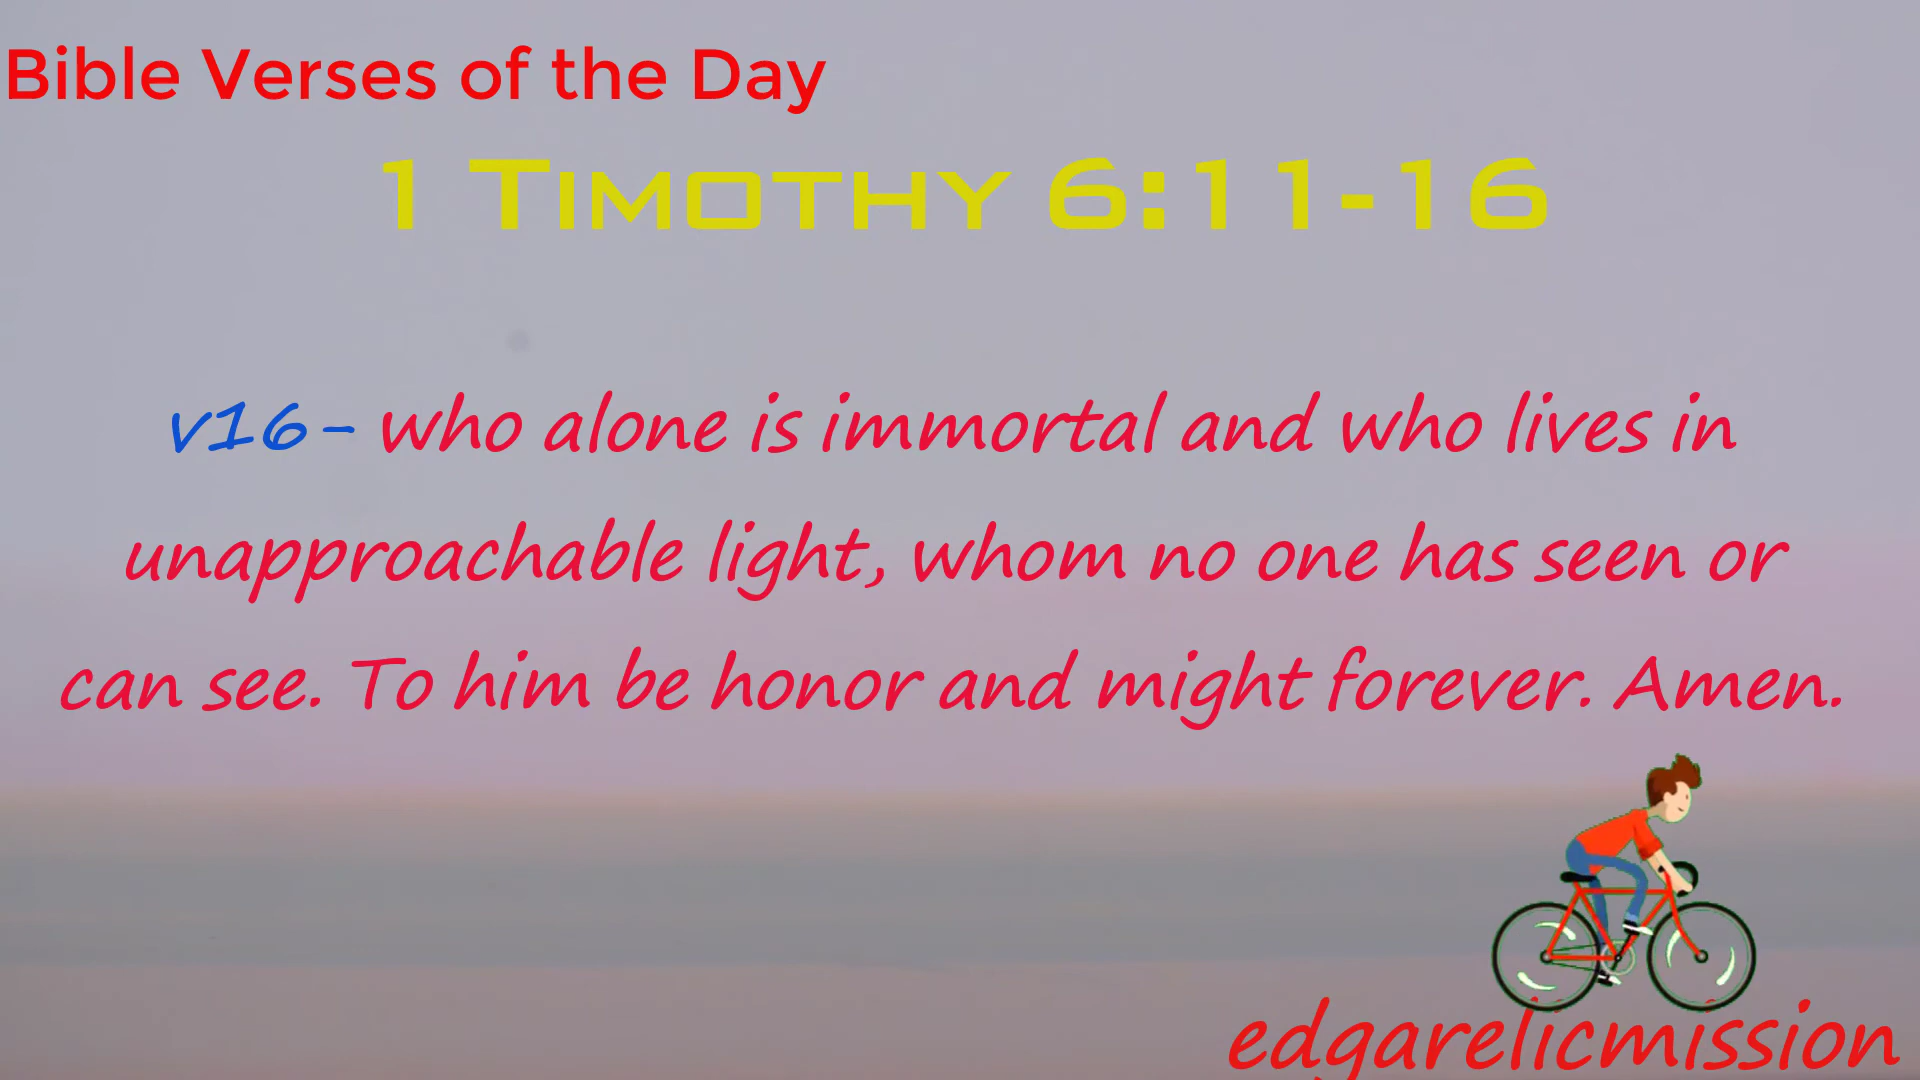 Bible Verses of the Day
1 Timothy 6:11-16
v16- who alone is immortal and who lives in
unapproachable light, whom no one has seen or
can see. To him be honor and might forever. Amen.
edgarelicmission